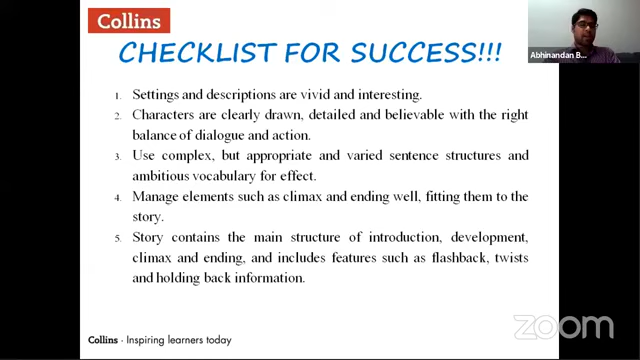 Collins
CHECKLIST FOR SUCCESS!!!
Abhinandan B...
1. Settings and descriptions are vivid and interesting.
2. Characters are clearly drawn, detailed and believable with the right
balance of dialogue and action.
3. Use complex, but appropriate and varied sentence structures and
ambitious vocabulary for effect.
4. Manage elements such as climax and ending well, fitting them to the
story.
5. Story contains the main structure of introduction, development,
climax and ending, and includes features such as flashback, twists
and holding back information.
zoom
Collins · Inspiring learners today